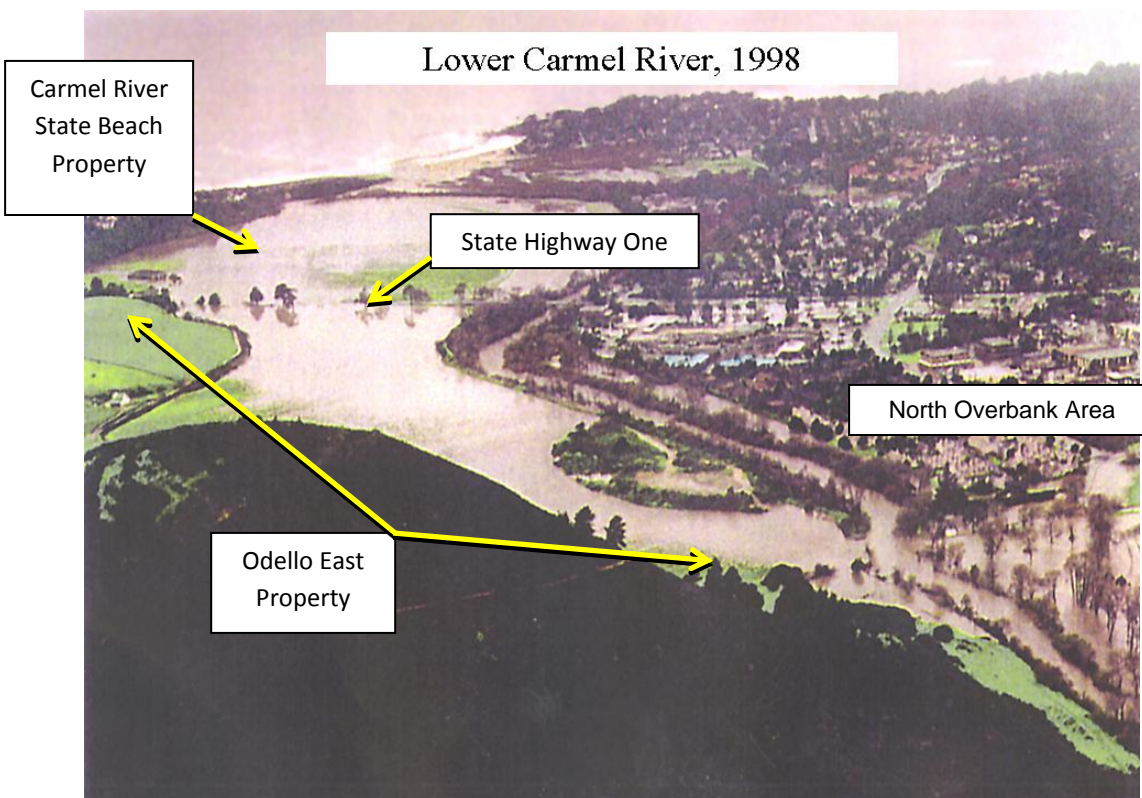 Lower Carmel River, 1998
Carmel River
State Beach
Property
State Highway One
North Overbank Area
Odello East
Property